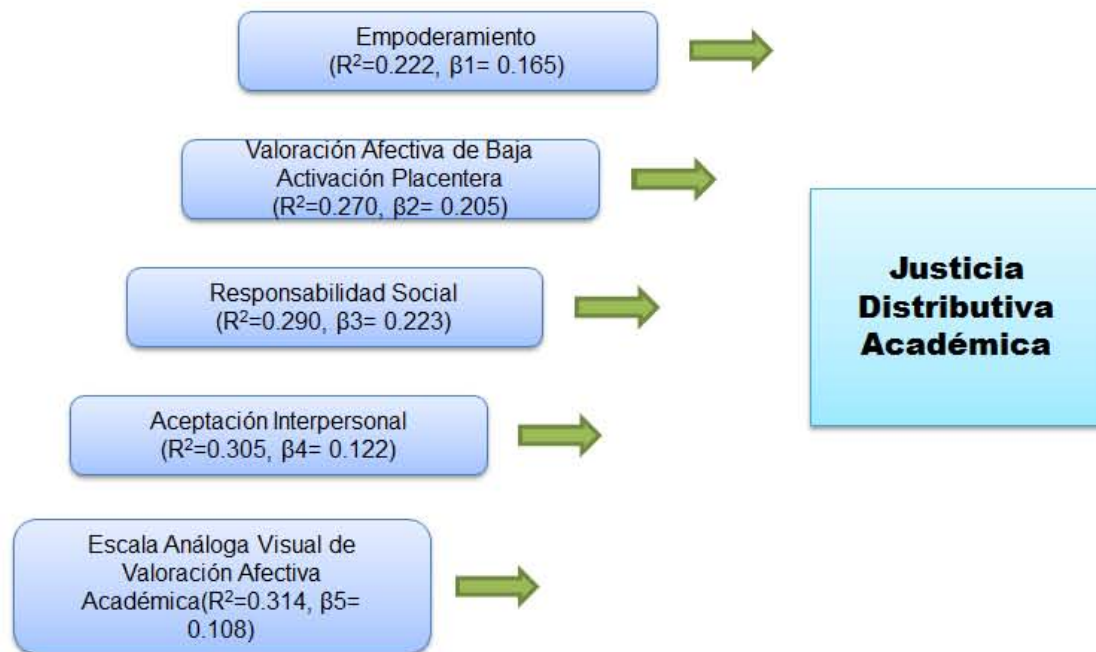 Empoderamiento
(R²=0.222, β1= 0.165)
Valoración Afectiva de Baja
Activación Placentera
(R²=0.270, β2= 0.205)
Responsabilidad Social
(R²=0.290, β3= 0.223)
Aceptación Interpersonal
(R²=0.305, β4= 0.122)
Escala Análoga Visual de
Valoración Afectiva
Académica(R²=0.314, β5=
0.108)
Justicia
Distributiva
Académica